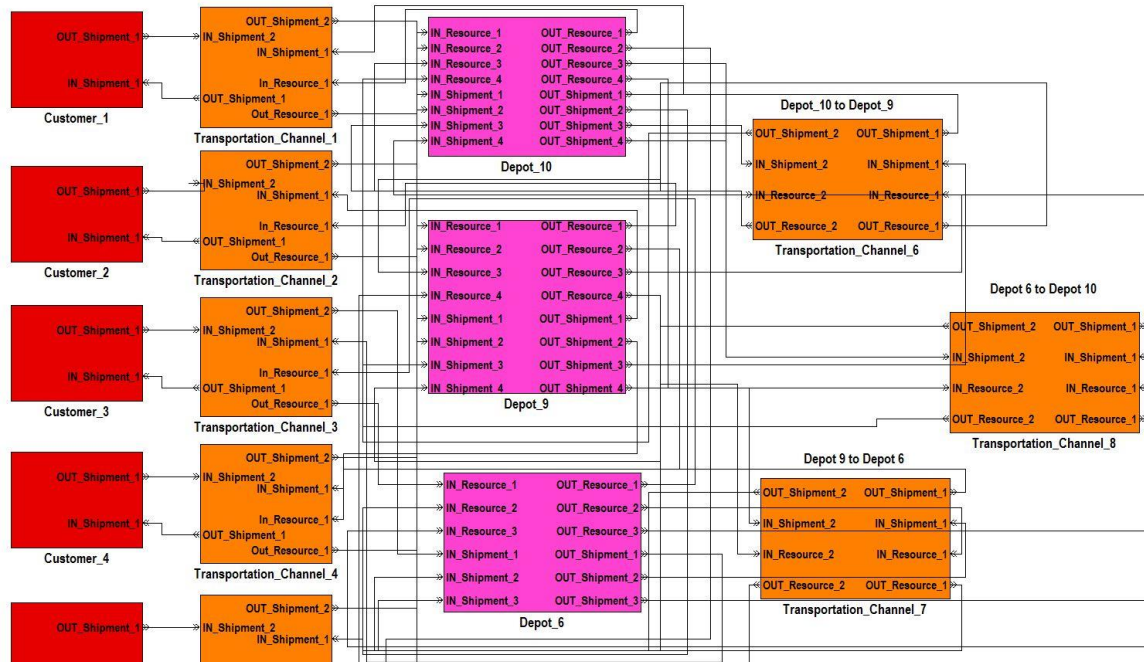 OUT_Shipment_1
IN_Shipment_1
Customer_1
OUT_Shipment_2
IN_Shipment_2
IN_Shipment_1
In_Resource_1
OUT_Shipment_1
Out_Resource_1
Transportation_Channel_1
OUT_Shipment_1
IN_Shipment_1
Customer_2
OUT_Shipment_2
IN_Shipment_2
IN_Shipment_1
In_Resource_1
OUT_Shipment_1
Out_Resource_1
Transportation_Channel_2
OUT_Shipment_1
IN_Shipment_1
Customer_3
OUT_Shipment_2
IN_Shipment_2
IN_Shipment_1
In_Resource_1
OUT_Shipment_1
Out_Resource_1
Transportation_Channel_3
OUT_Shipment_1
IN_Shipment_1
Customer_4
OUT_Shipment_2
IN_Shipment_2
IN_Shipment_1
In_Resource_1
OUT_Shipment_1
Out_Resource_1
Transportation_Channel_4
OUT_Shipment_1
OUT_Shipment_2
IN_Shipment_2
IN_Shipment_1
IN_Resource_1 OUT_Resource_1
IN_Resource_2 OUT_Resource_2
IN_Resource_3 OUT_Resource_3
IN_Resource_4 OUT_Resource_4
IN_Shipment_1 OUT_Shipment_1
IN_Shipment_2 OUT_Shipment_2
IN_Shipment_3 OUT_Shipment_3
IN_Shipment_4 OUT_Shipment_4
Depot_10
IN_Resource_1 OUT_Resource_1
IN_Resource_2 OUT_Resource_2
IN_Resource_3 OUT_Resource_3
IN_Resource_4 OUT_Resource_4
IN_Shipment_1 OUT_Shipment_1
IN_Shipment_2 OUT_Shipment_2
IN_Shipment_3 OUT_Shipment_3
IN_Shipment_4 OUT_Shipment_4
Depot_9
IN_Resource_1 OUT_Resource_1
IN_Resource_2 OUT_Resource_2
IN_Resource_3 OUT_Resource_3
IN_Shipment_1 OUT_Shipment_1
IN_Shipment_2 OUT_Shipment_2
IN_Shipment_3 OUT_Shipment_3
Depot_6
Depot_10 to Depot_9
OUT_Shipment_2 OUT_Shipment_1
IN_Shipment_2 IN_Shipment_1
IN_Resource_2 IN_Resource_1
OUT_Resource_2 OUT_Resource_1
Transportation_Channel_6
Depot 6 to Depot 10
OUT_Shipment_2 OUT_Shipment_1
IN_Shipment_2 IN_Shipment_1
IN_Resource_2 IN_Resource_1
OUT_Resource_2 OUT_Resource_1
Transportation_Channel_8
Depot 9 to Depot 6
OUT_Shipment_2 OUT_Shipment_1
IN_Shipment_2 IN_Shipment_1
IN_Resource_2 IN_Resource_1
OUT_Resource_2 OUT_Resource_1
Transportation_Channel_7